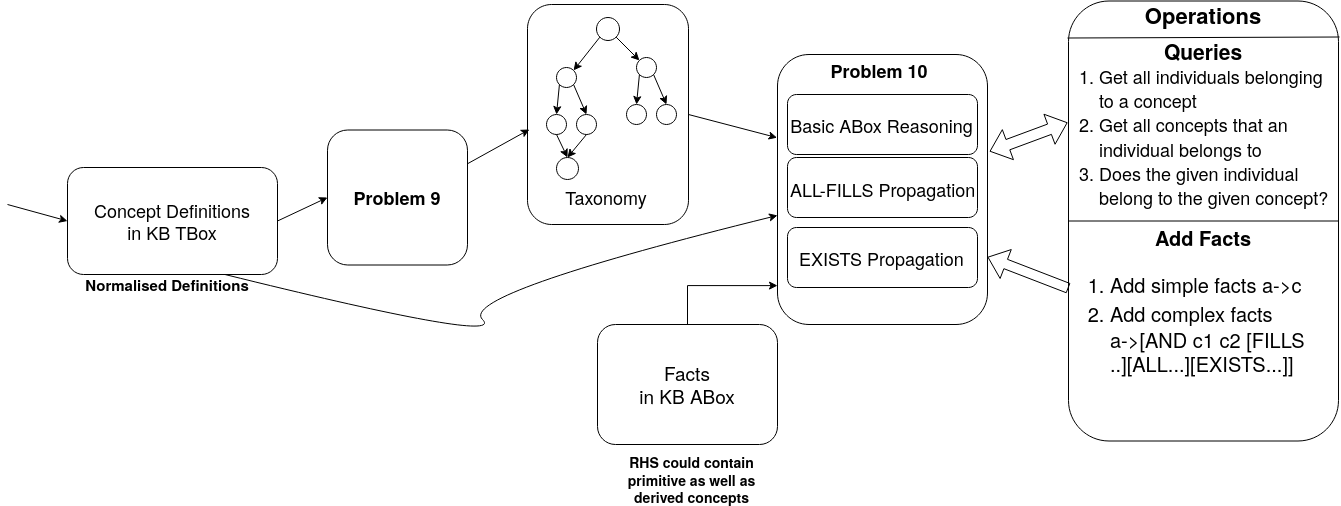 Concept Definitions
in KB TBox
Normalised Definitions
Problem 9
Taxonomy
Problem 10
Basic ABox Reasoning
ALL-FILLS Propagation
EXISTS Propagation
Facts
in KB ABox
RHS could contain
primitive as well as
derived concepts
Operations
Queries
1. Get all individuals belonging
to a concept
2. Get all concepts that an
individual belongs to
3. Does the given individual
belong to the given concept?
Add Facts
1. Add simple facts a->c
2. Add complex facts
a->[AND c1 c2 [FILLS
..][ALL...][EXISTS...]]